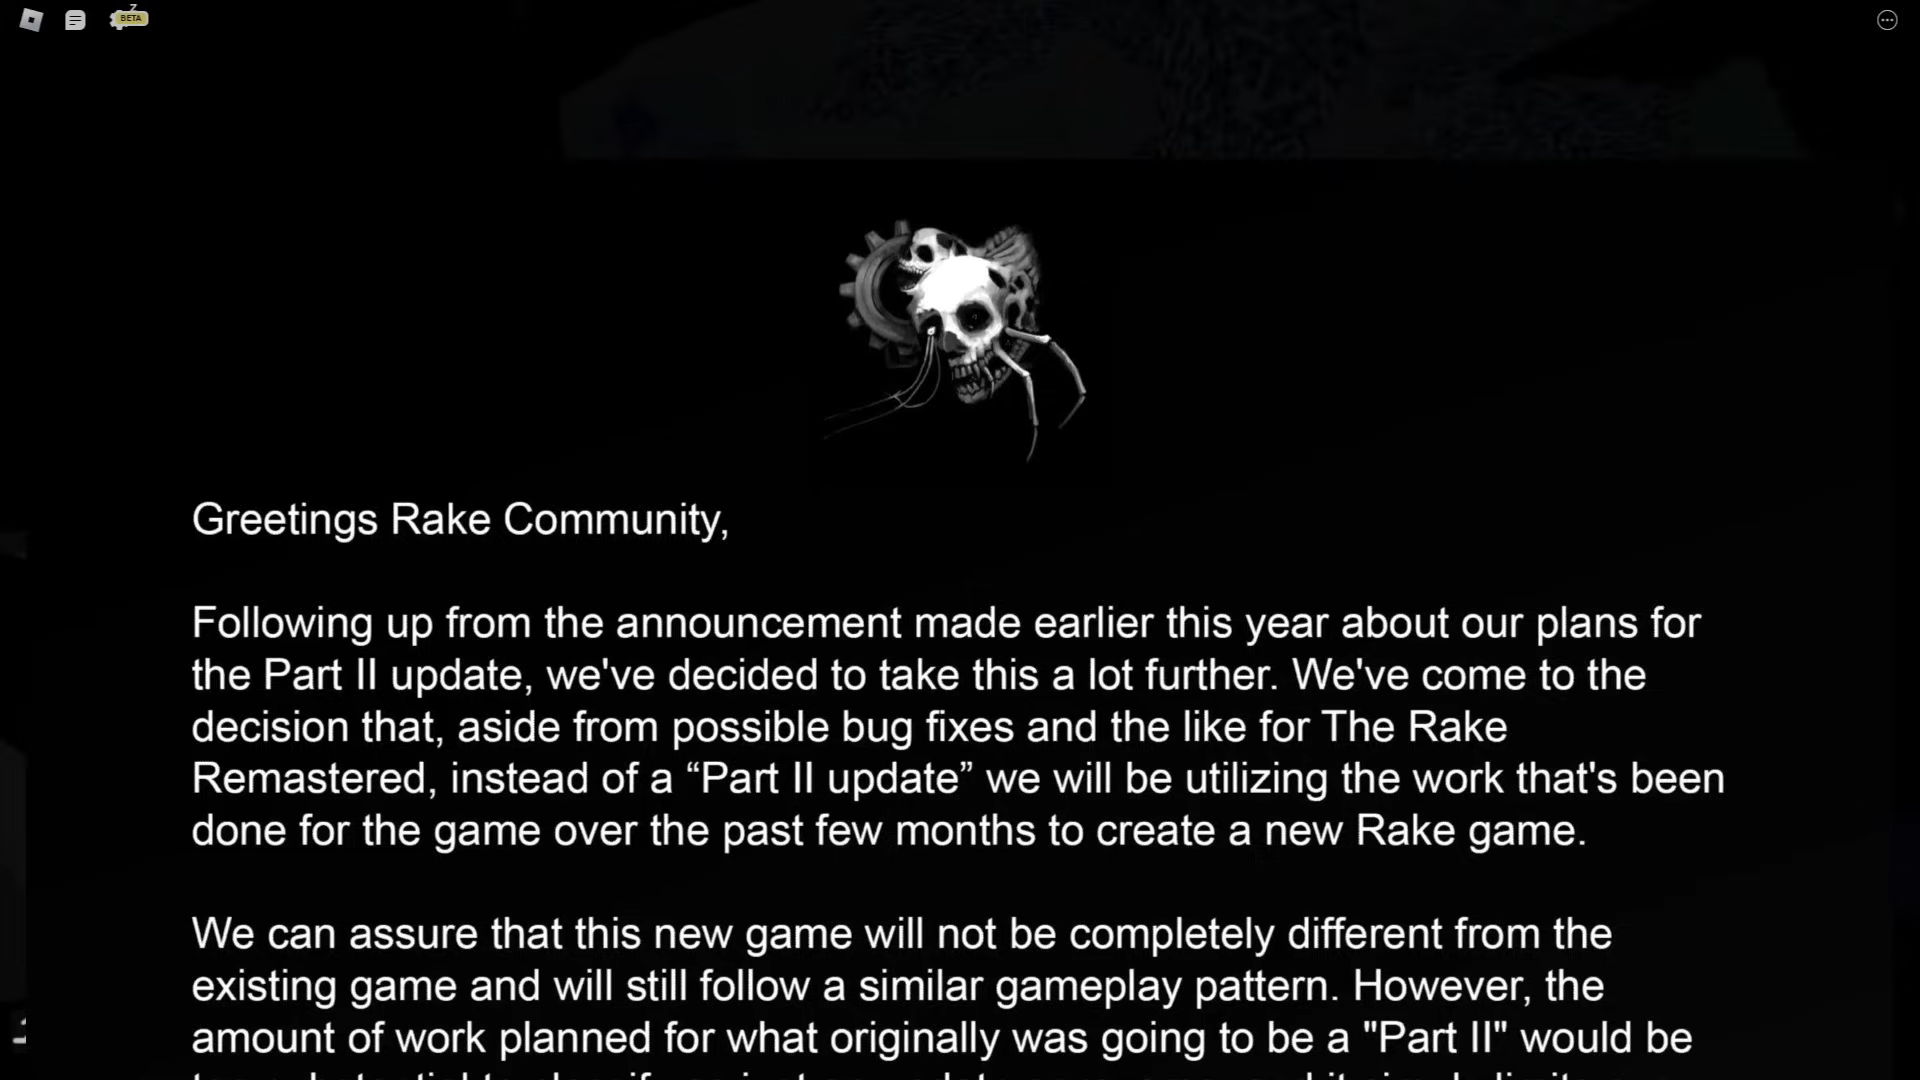 BETA
Greetings Rake Community,
Following up from the announcement made earlier this year about our plans for
the Part II update, we've decided to take this a lot further. We've come to the
decision that, aside from possible bug fixes and the like for The Rake
Remastered, instead of a “Part II update” we will be utilizing the work that's been
done for the game over the past few months to create a new Rake game.
We can assure that this new game will not be completely different from the
existing game and will still follow a similar gameplay pattern. However, the
amount of work planned for what originally was going to be a "Part II" would be